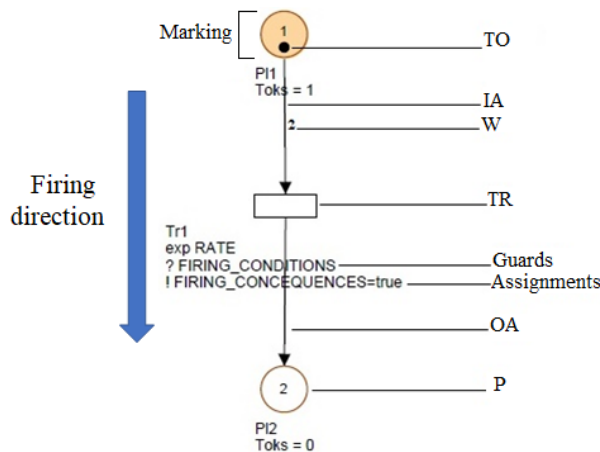 Marking
1
TO
Pl1
Toks = 1
IA
2
W
Firing
direction
TR
Tr1
exp RATE
? FIRING_CONDITIONS
Guards
! FIRING_CONCEQUENCES=true
Assignments
OA
2
P
Pl2
Toks = 0